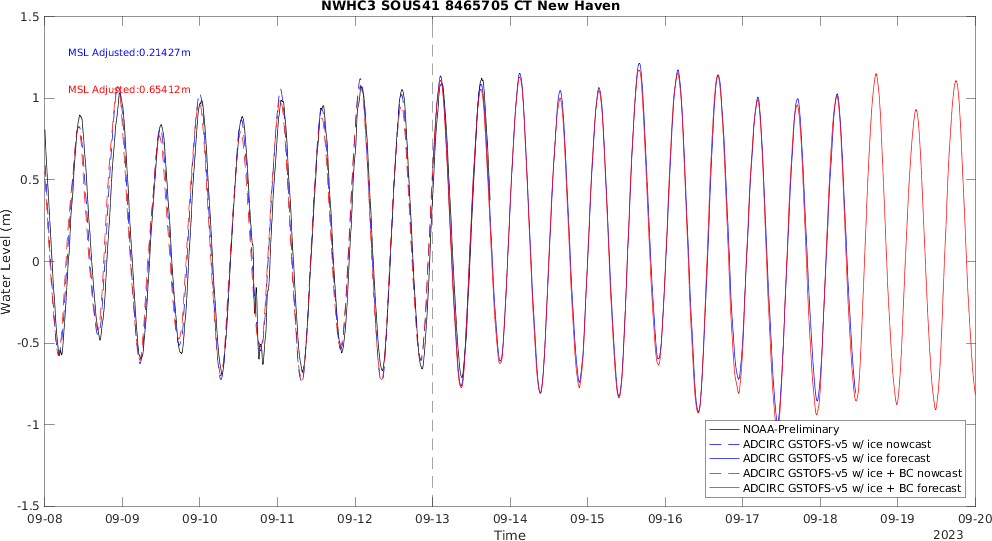 NWHC3 SOUS41 8465705 CT New Haven
MSL Adjusted:0.21427m
MSL Adjusted:0.65412m
Water Level (m)
1.5
1
0.5
0
-0.5
-1
-1.5
NOAA-Preliminary
ADCIRC GSTOFS-v5 w/ ice nowcast
ADCIRC GSTOFS-v5 w/ ice forecast
ADCIRC GSTOFS-v5 w/ ice + BC nowcast
ADCIRC GSTOFS-v5 w/ ice + BC forecast
09-08 09-09 09-10 09-11 09-12 09-13 09-14 09-15 09-16 09-17 09-18 09-19 09-20
Time
2023